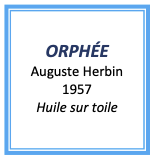 ORPHÉE
Auguste Herbin
1957
Huile sur toile